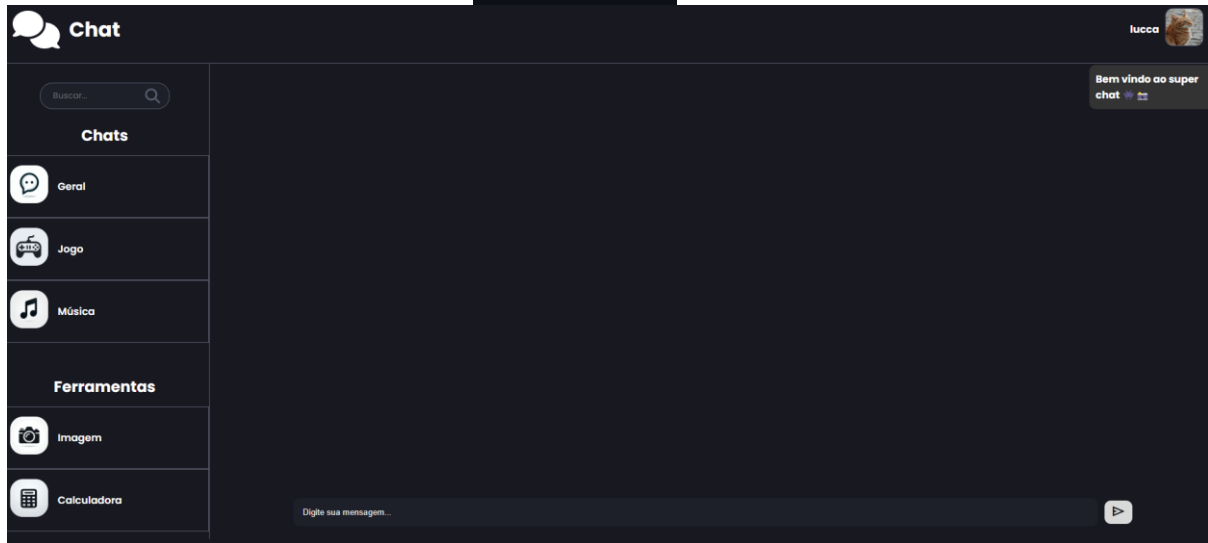 Chat
lucca
Buscar...
Bem vindo ao super
chat 👾 📨
Chats
Geral
Jogo
Música
Ferramentas
Imagem
Calculadora
Digite sua mensagem...